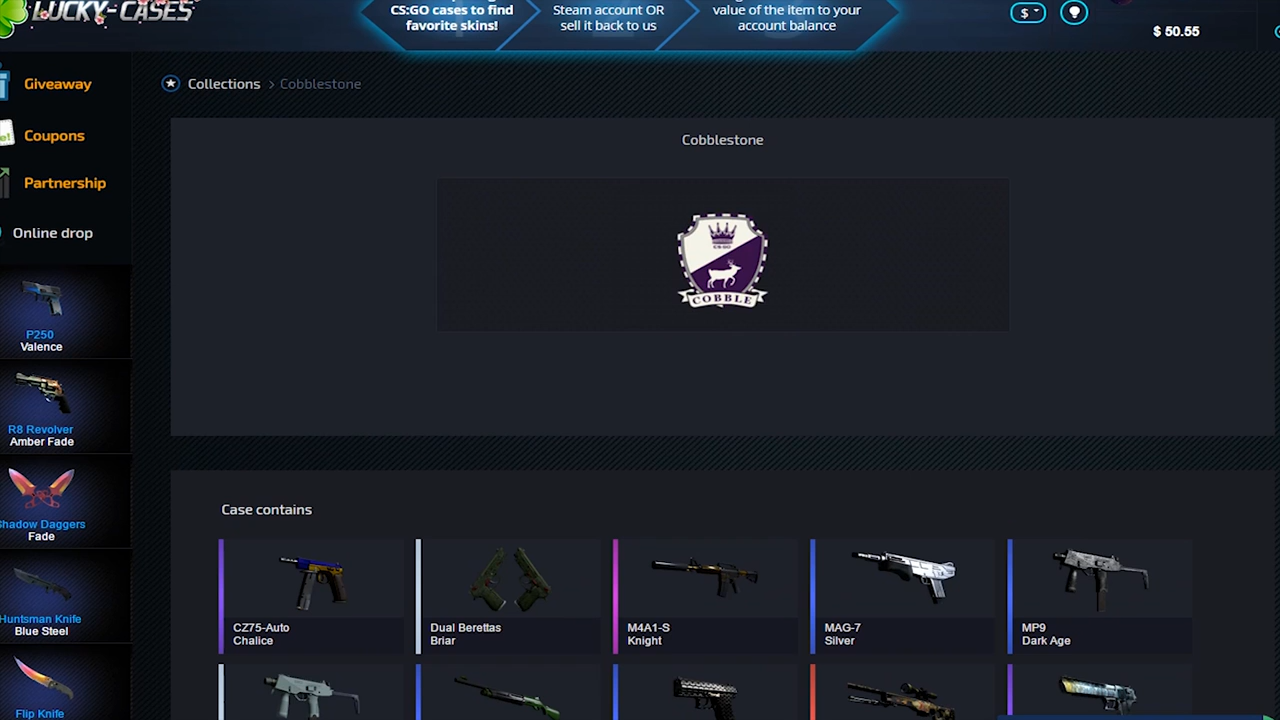 LUCKY-CASES
CS:GO cases to find
favorite skins!
Steam account OR
sell it back to us
value of the item to your
account balance
$
$ 50.55
Giveaway
Coupons
Partnership
Online drop
Collections > Cobblestone
Cobblestone
CS:GO
COBBLE
P250
Valence
R8 Revolver
Amber Fade
Shadow Daggers
Fade
Huntsman Knife
Blue Steel
Flip Knife
Case contains
CZ75-Auto
Chalice
Dual Berettas
Briar
M4A1-S
Knight
MAG-7
Silver
MP9
Dark Age